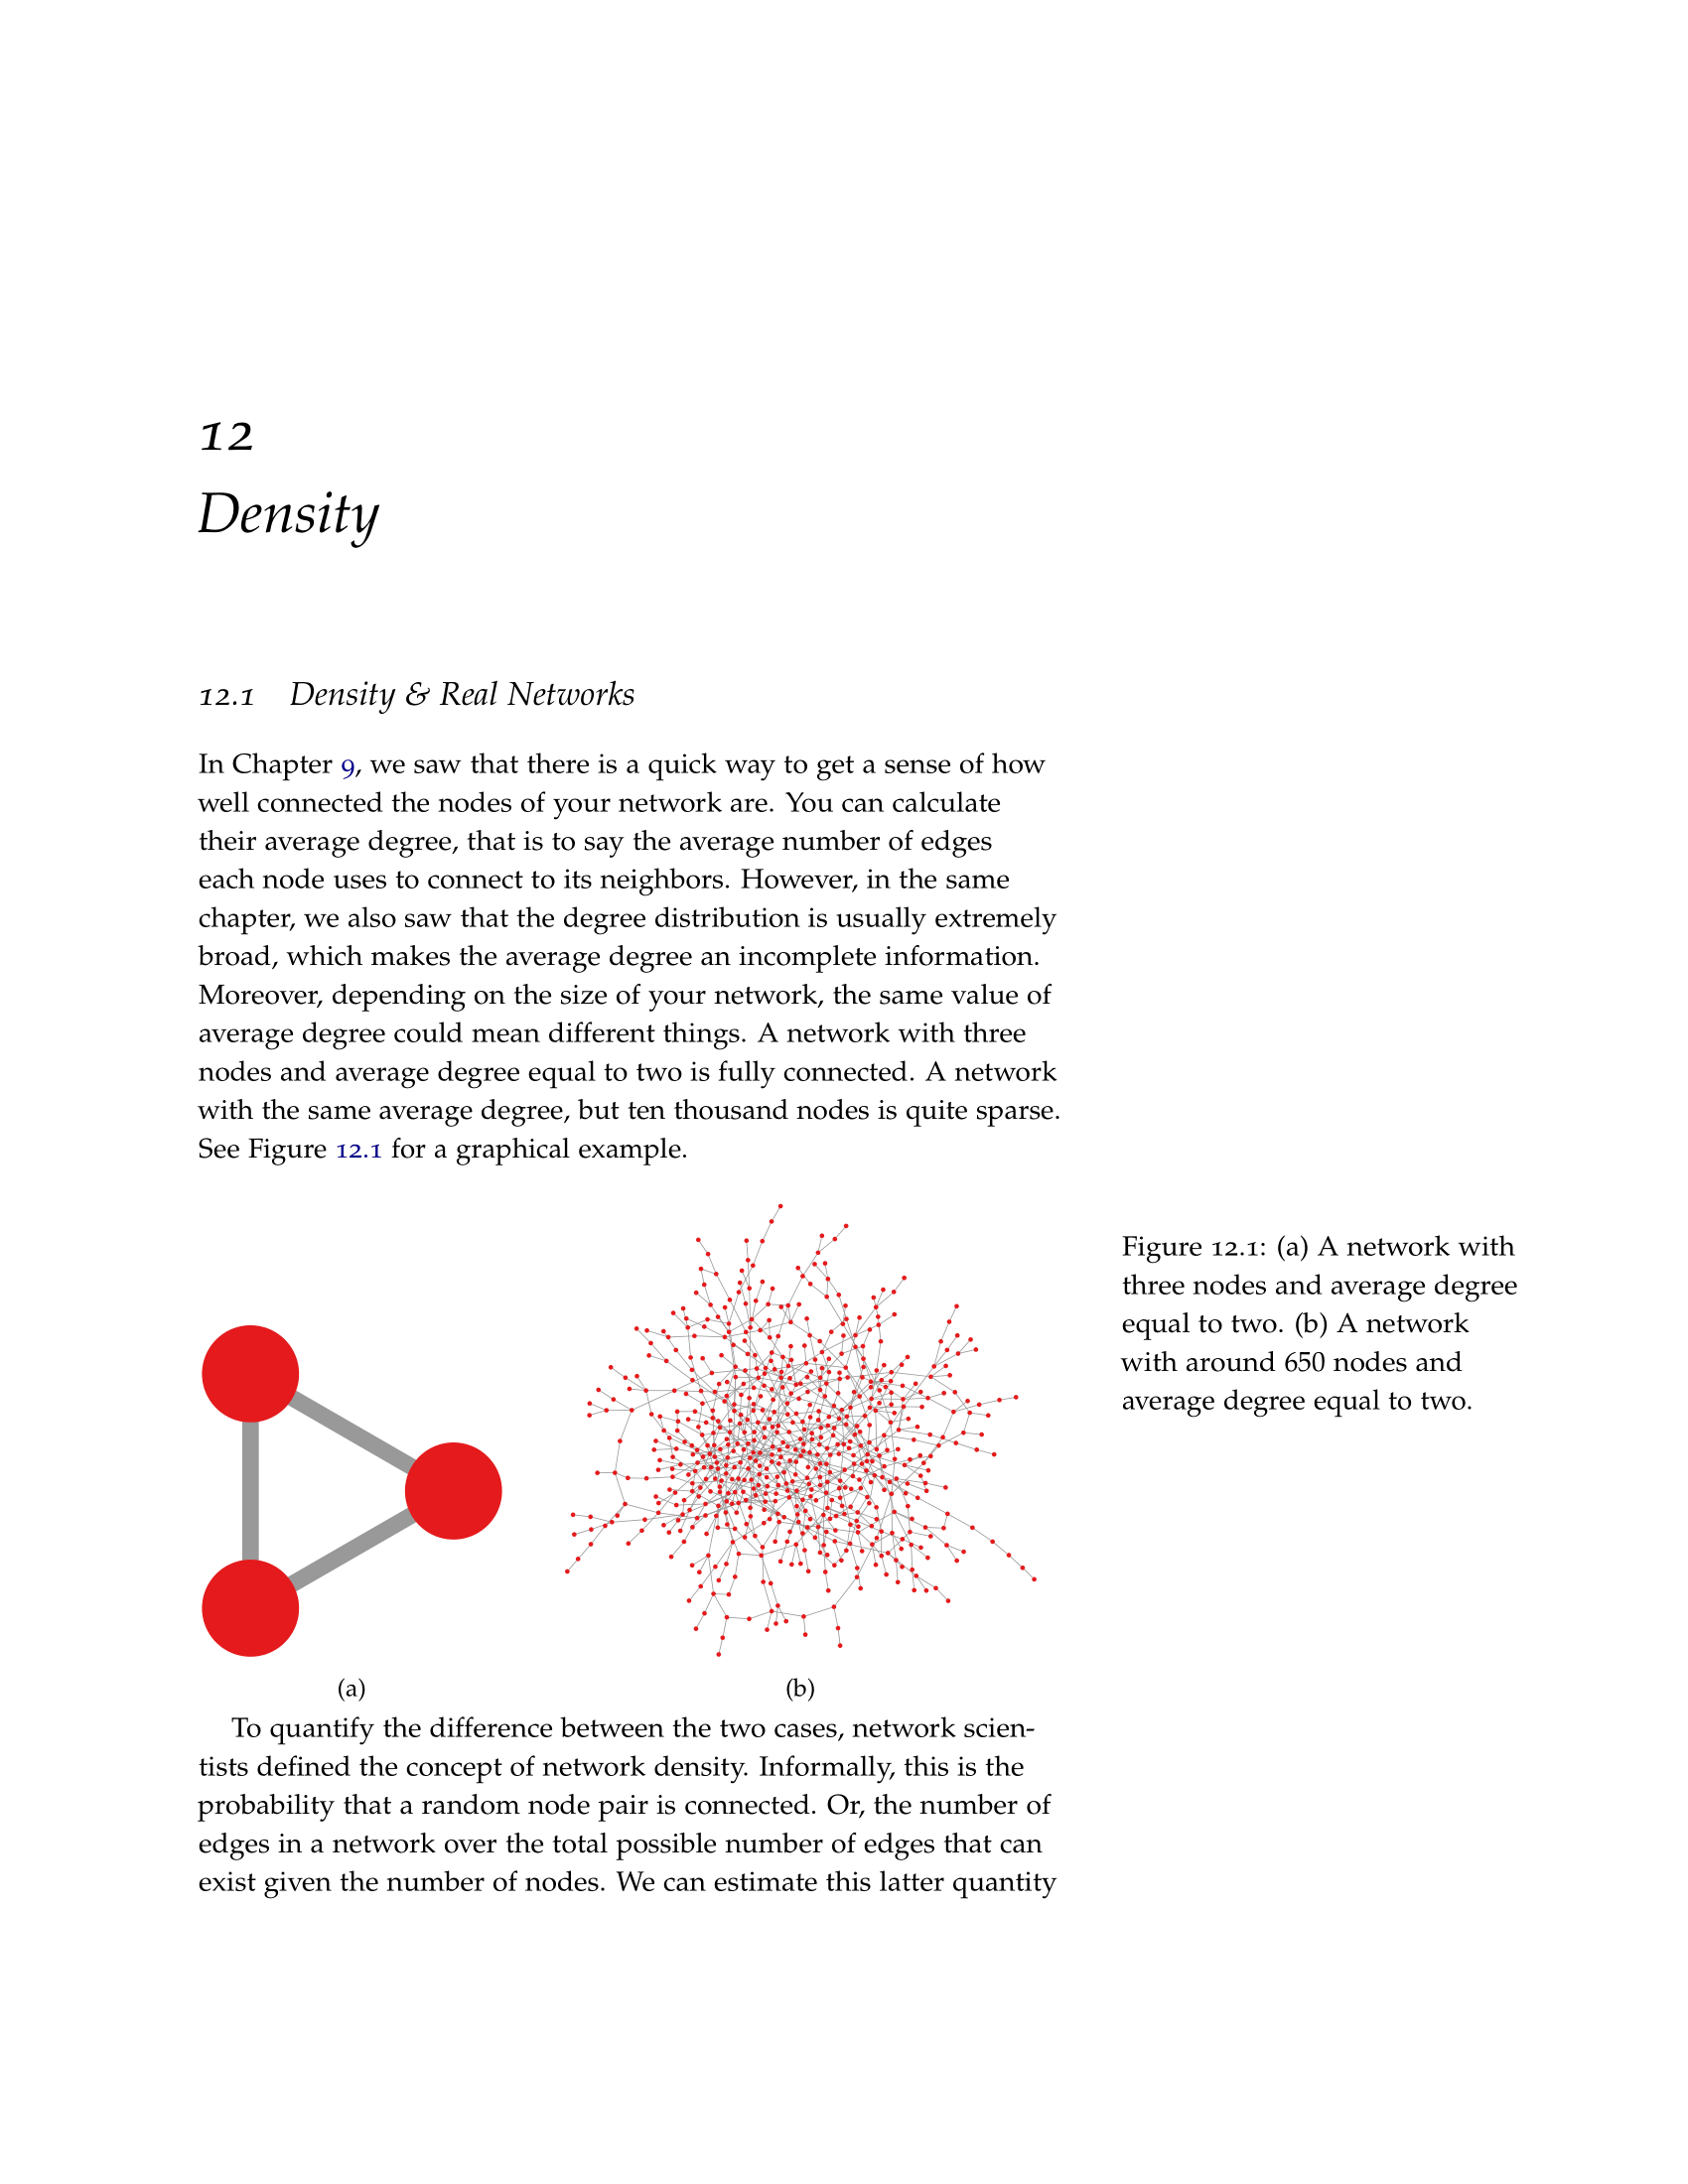 12
Density
12.1 Density & Real Networks
In Chapter 9, we saw that there is a quick way to get a sense of how
well connected the nodes of your network are. You can calculate
their average degree, that is to say the average number of edges
each node uses to connect to its neighbors. However, in the same
chapter, we also saw that the degree distribution is usually extremely
broad, which makes the average degree an incomplete information.
Moreover, depending on the size of your network, the same value of
average degree could mean different things. A network with three
nodes and average degree equal to two is fully connected. A network
with the same average degree, but ten thousand nodes is quite sparse.
See Figure 12.1 for a graphical example.
(a)
(b)
Figure 12.1: (a) A network with
three nodes and average degree
equal to two. (b) A network
with around 650 nodes and
average degree equal to two.
To quantify the difference between the two cases, network scien-
tists defined the concept of network density. Informally, this is the
probability that a random node pair is connected. Or, the number of
edges in a network over the total possible number of edges that can
exist given the number of nodes. We can estimate this latter quantity